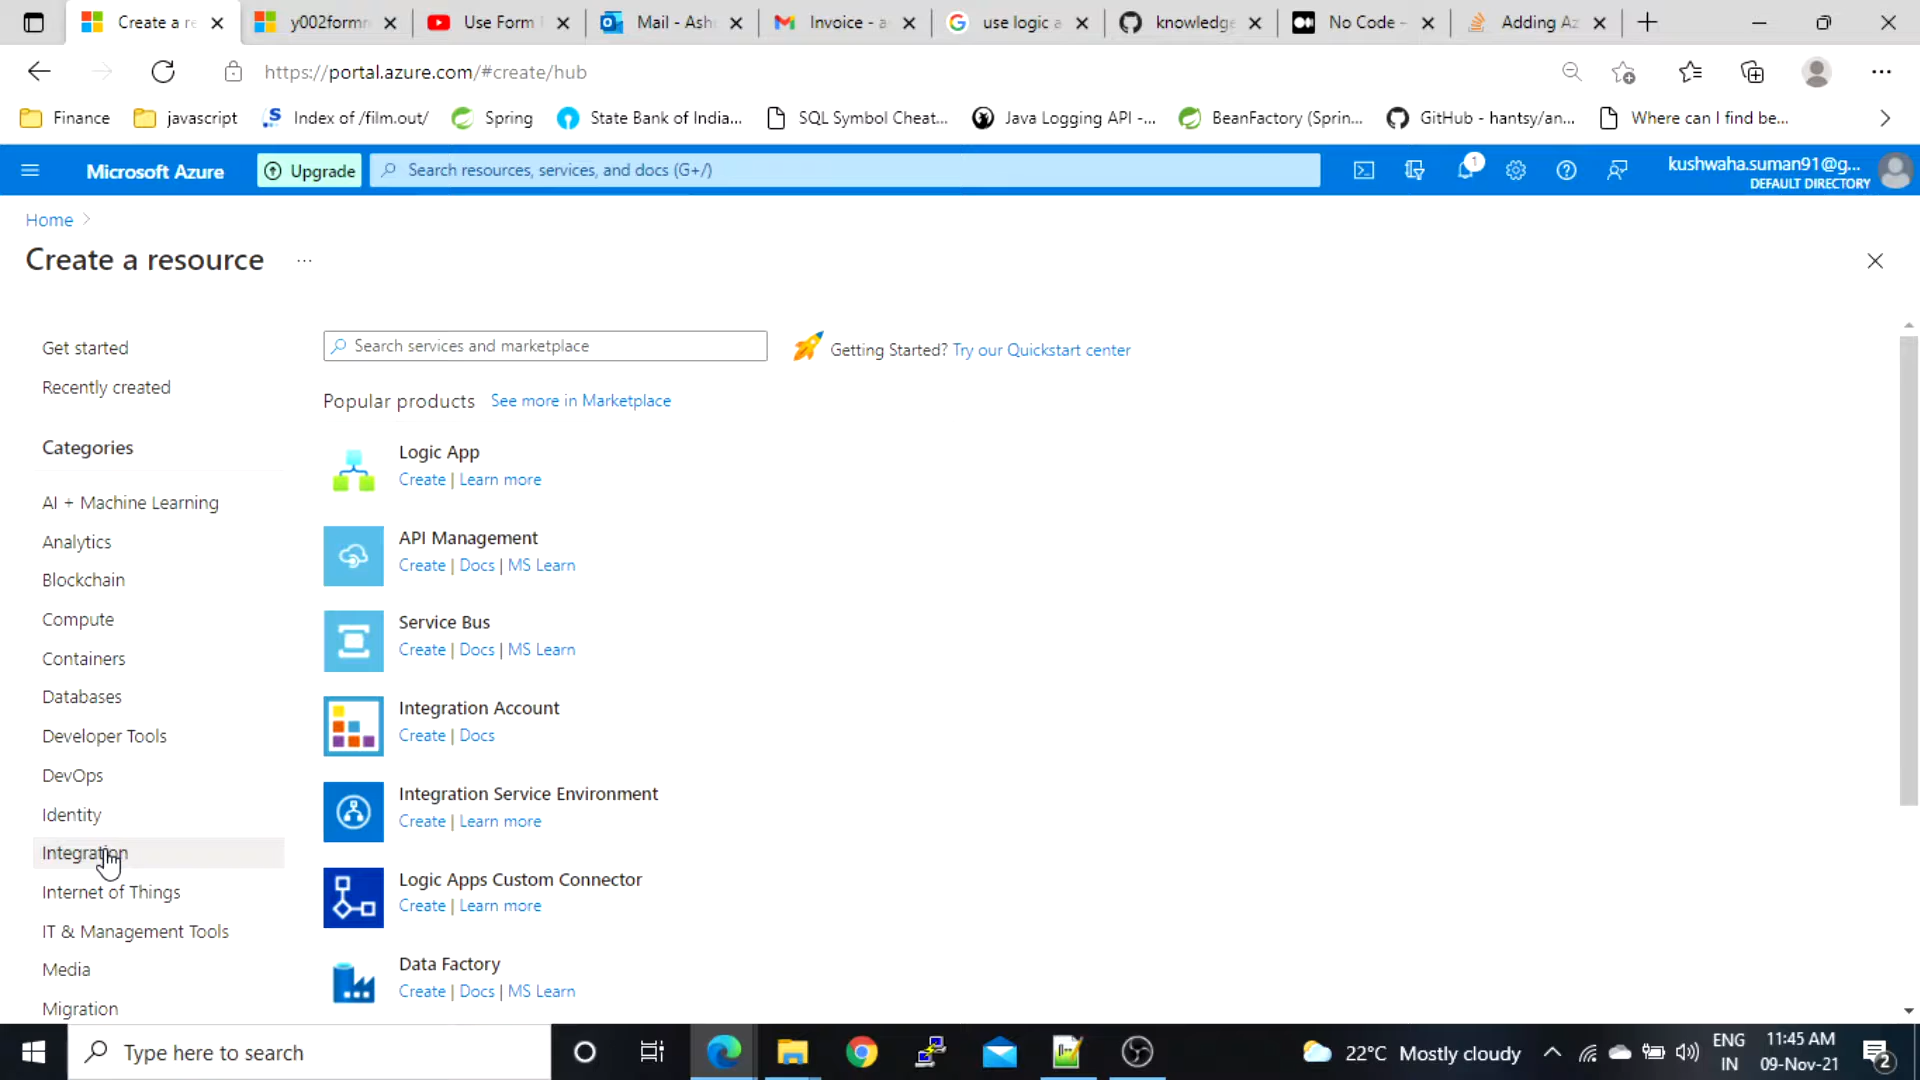 Create a re
y002formr
Use Form
Mail - Ash
Invoice - a
use logic a
knowledge
No Code -
Adding Az
https://portal.azure.com/#create/hub
Finance
javascript
Index of /film.out/
Spring
State Bank of India...
SQL Symbol Cheat...
Java Logging API -...
BeanFactory (Sprin...
GitHub - hantsy/an...
Where can I find be...
Microsoft Azure
Upgrade
Search resources, services, and docs (G+/)
1
kushwaha.suman91@g...
DEFAULT DIRECTORY
Home
Create a resource ...
Get started
Recently created
Categories
AI + Machine Learning
Analytics
Blockchain
Compute
Containers
Databases
Developer Tools
DevOps
Identity
Integration
Internet of Things
IT & Management Tools
Media
Migration
Search services and marketplace
Getting Started? Try our Quickstart center
Popular products See more in Marketplace
Logic App
Create | Learn more
API Management
Create | Docs | MS Learn
Service Bus
Create | Docs | MS Learn
Integration Account
Create | Docs
Integration Service Environment
Create | Learn more
Logic Apps Custom Connector
Create | Learn more
Data Factory
Create | Docs | MS Learn
Type here to search
22°C Mostly cloudy
ENG
IN
11:45 AM
09-Nov-21
2